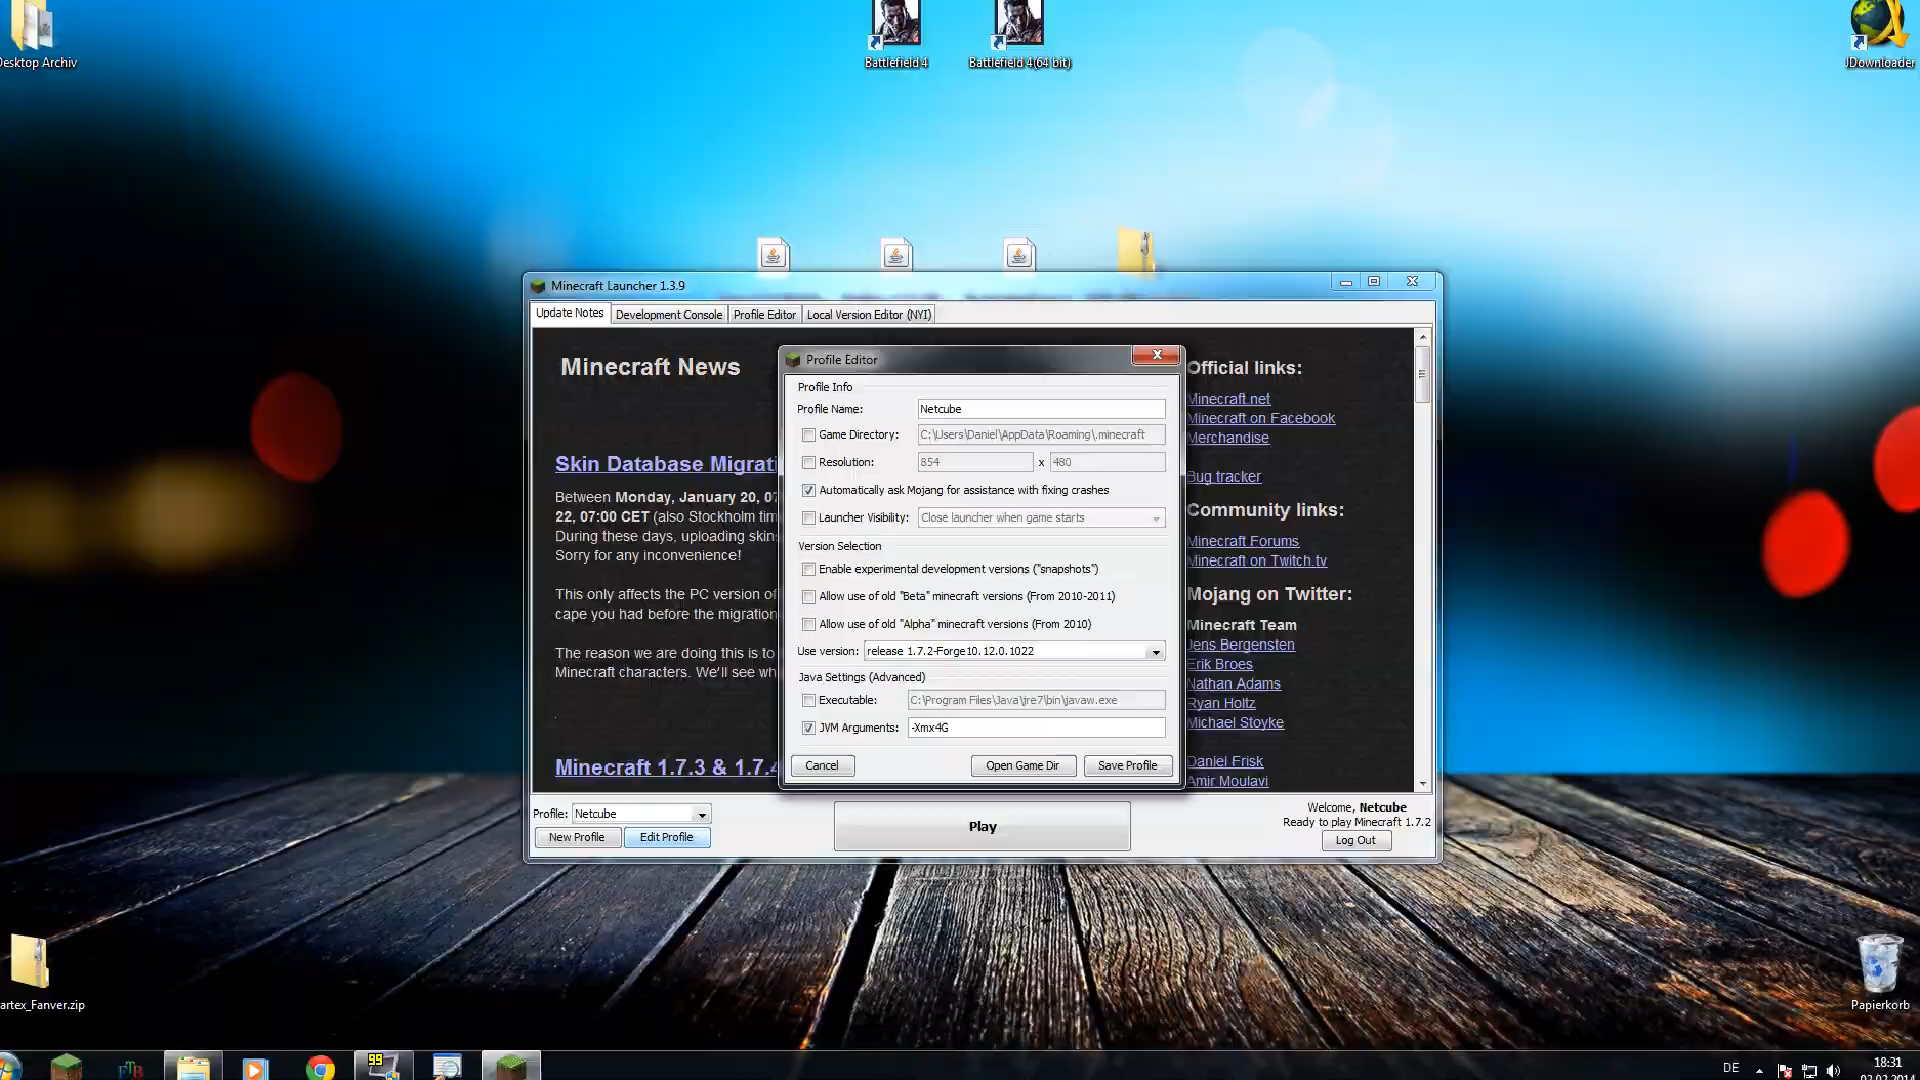 Desktop Archiv
Battlefield 4
Battlefield 4(64 bit)
JDownloader
Minecraft Launcher 1.3.9
Update Notes
Development Console
Profile Editor
Local Version Editor (NYI)
Minecraft News
Skin Database Migrati
Between Monday, January 20, 07
22, 07:00 CET (also Stockholm tim
During these days, uploading skins
Sorry for any inconvenience!
This only affects the PC version of
cape you had before the migration
The reason we are doing this is to
Minecraft characters. We'll see wh
Minecraft 1.7.3 & 1.7.4
Profile Editor
Profile Info
Profile Name: Netcube
Game Directory: C:\Users\Daniel\AppData\Roaming\.minecraft
Resolution: 854 x 480
Automatically ask Mojang for assistance with fixing crashes
Launcher Visibility: Close launcher when game starts
Version Selection
Enable experimental development versions ("snapshots")
Allow use of old "Beta" minecraft versions (From 2010-2011)
Allow use of old "Alpha" minecraft versions (From 2010)
Use version: release 1.7.2-Forge10.12.0.1022
Java Settings (Advanced)
Executable: C:\Program Files\Java\jre7\bin\javaw.exe
JVM Arguments: -Xmx4G
Cancel
Open Game Dir
Save Profile
Official links:
Minecraft.net
Minecraft on Facebook
Merchandise
Bug tracker
Community links:
Minecraft Forums
Minecraft on Twitch.tv
Mojang on Twitter:
Minecraft Team
Jens Bergensten
Erik Broes
Nathan Adams
Ryan Holtz
Michael Stoyke
Daniel Frisk
Amir Moulavi
Profile: Netcube
New Profile
Edit Profile
Play
Welcome, Netcube
Ready to play Minecraft 1.7.2
Log Out
artex_Fanver.zip
Papierkorb
FTB
99
DE
18:31
02.02.2014